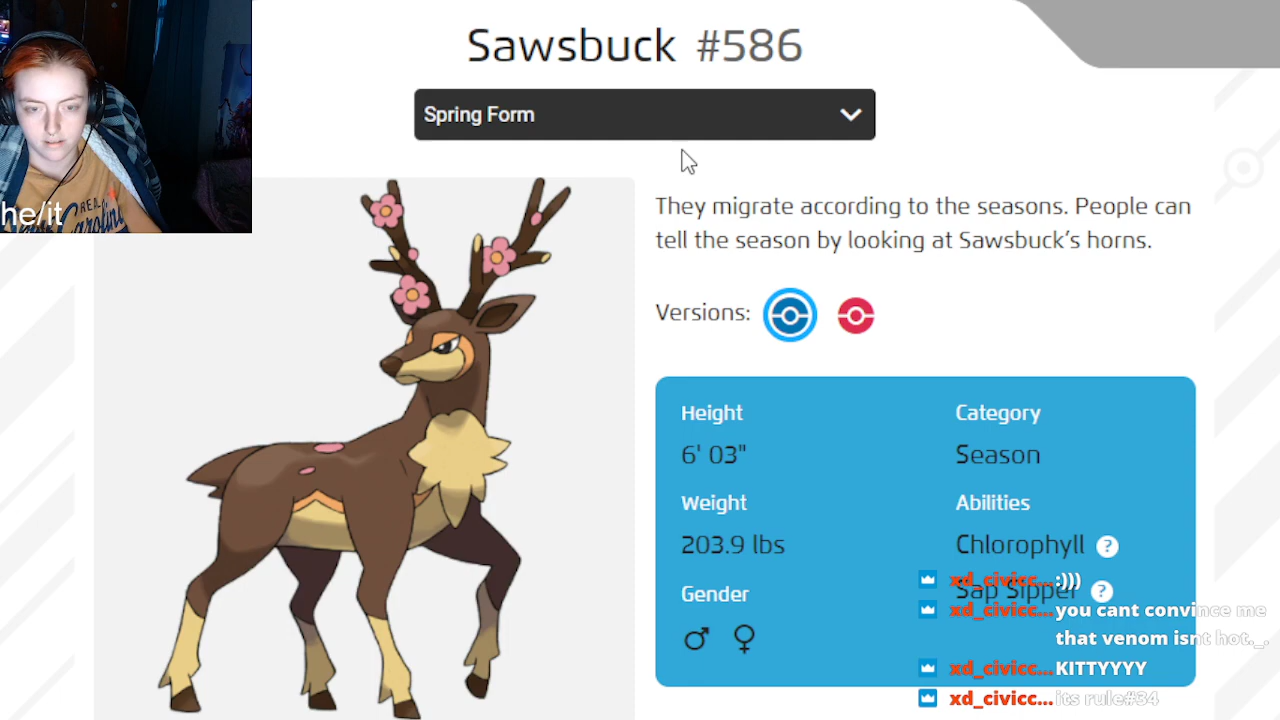 Sawsbuck #586
Spring Form
he/it
REAL
They migrate according to the seasons. People can
tell the season by looking at Sawsbuck's horns.
Versions:
Height
6' 03"
Weight
203.9 lbs
Gender
Category
Season
Abilities
Chlorophyll ?
Sap Sipper ?
xd_civicc... :)))
xd_civicc... you cant convince me
that venom isnt hot._.
xd_civicc... KITTYYYY
xd_civicc... its rule#34